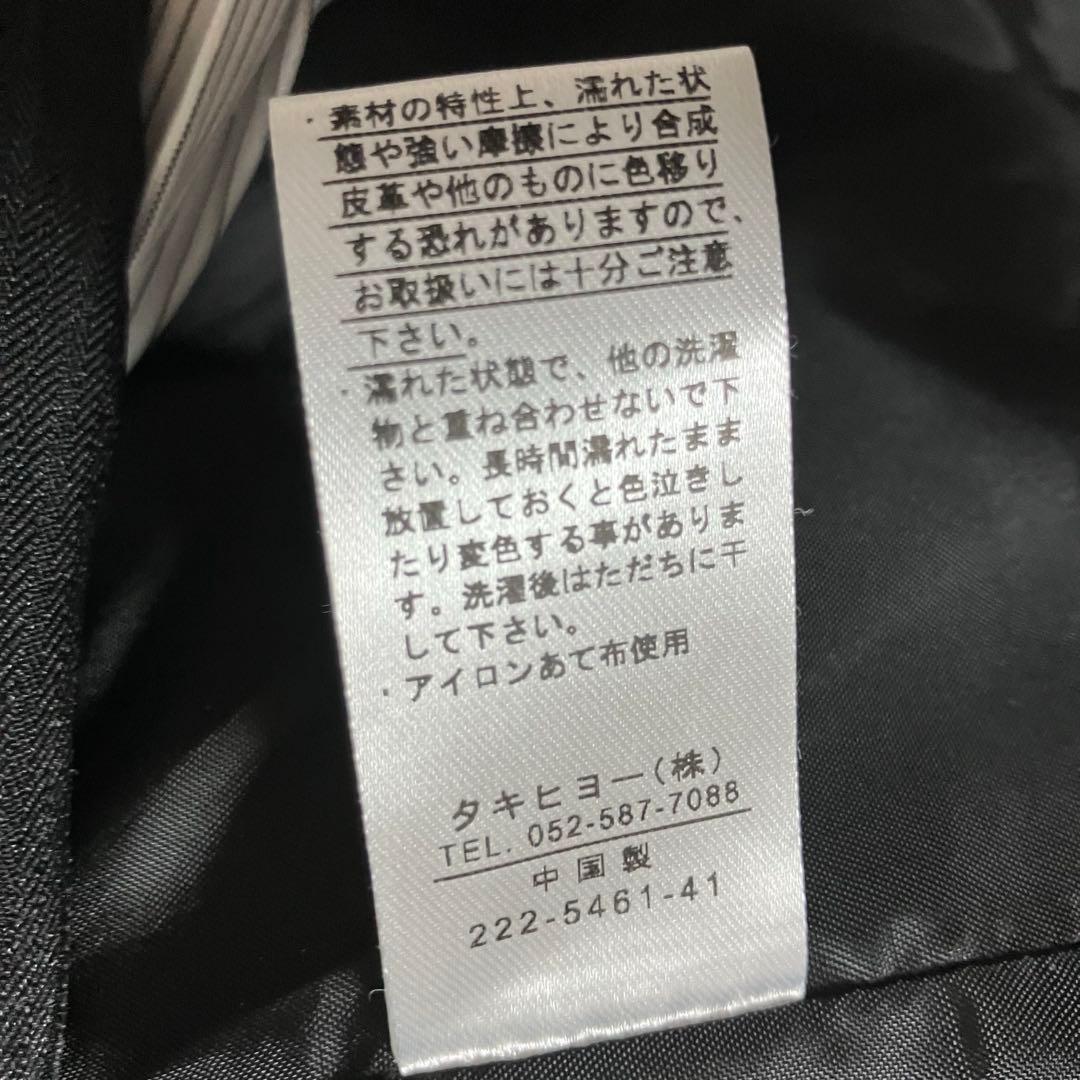 ・素材の特性上、濡れた状
態や強い摩擦により合成
皮革や他のものに色移り
する恐れがありますので、
お取扱いには十分ご注意
下さい。
・濡れた状態で、他の洗濯
物と重ね合わせないで下
さい。長時間濡れたまま
放置しておくと色泣きし
たり変色する事がありま
す。洗濯後はただちに干
して下さい。
・アイロンあて布使用
タキヒヨー(株)
TEL. 052-587-7088
中国製
222-5461-41